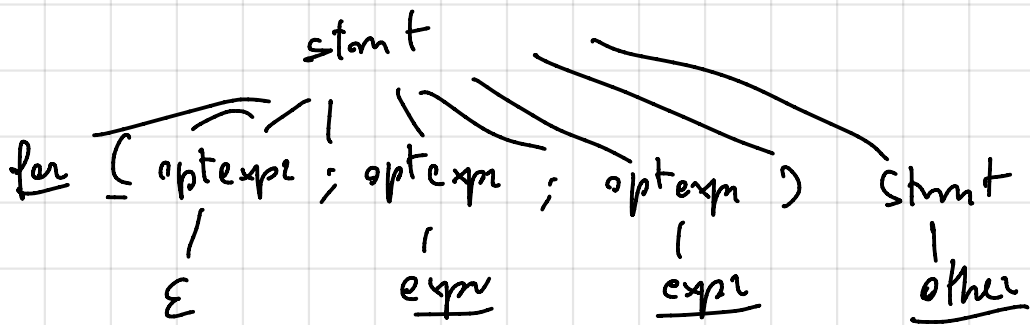 stmt
for ( optexpr ; optexpr ; optexpr ) stmt
ε expr expr other